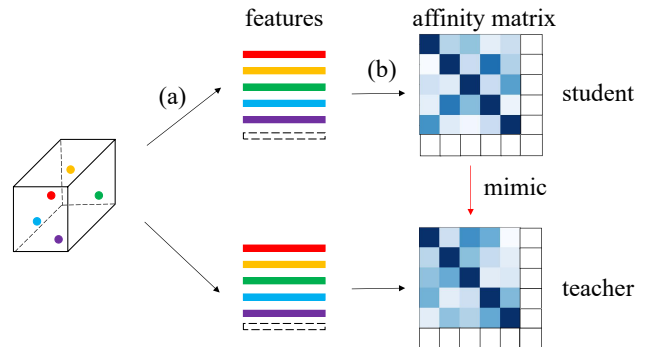 features
affinity matrix
(a)
(b)
student
mimic
teacher